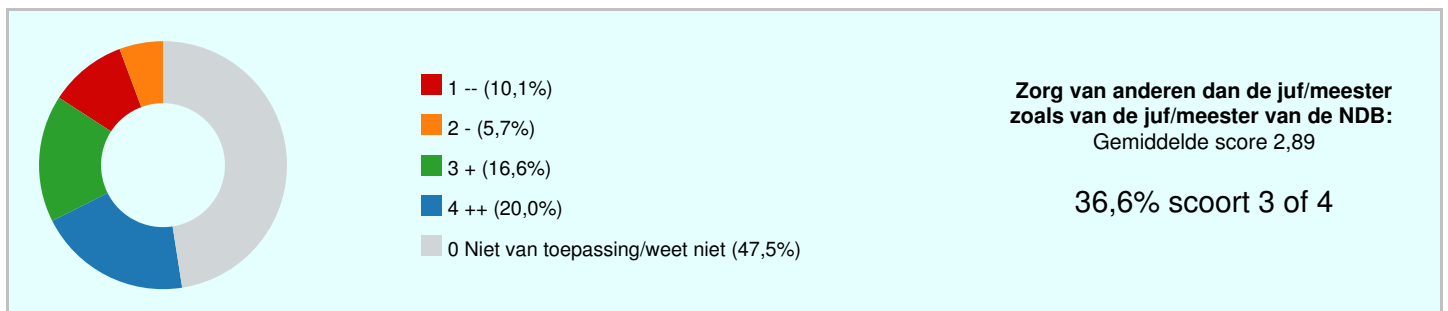 1 -- (10,1%)
2 - (5,7%)
3 + (16,6%)
4 ++ (20,0%)
0 Niet van toepassing/weet niet (47,5%)
Zorg van anderen dan de juf/meester
zoals van de juf/meester van de NDB:
Gemiddelde score 2,89
36,6% scoort 3 of 4